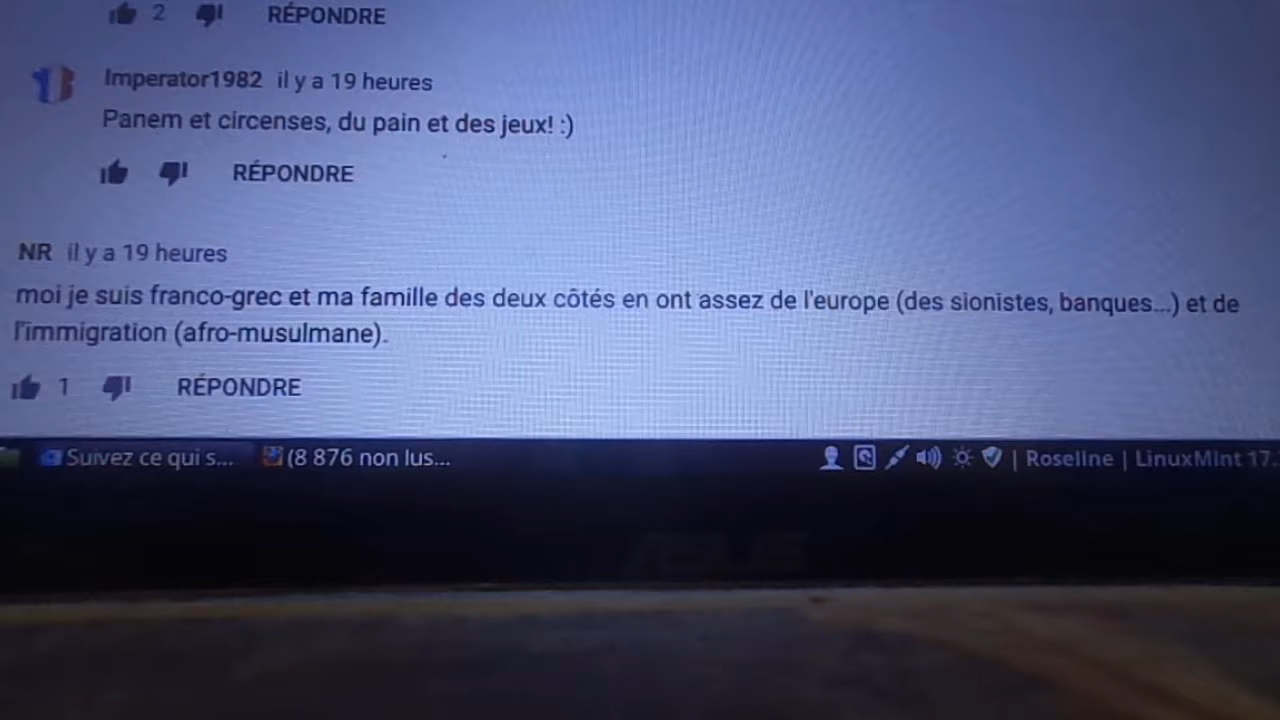 2 RÉPONDRE
Imperator1982 il y a 19 heures
Panem et circenses, du pain et des jeux! :)
RÉPONDRE
NR il y a 19 heures
moi je suis franco-grec et ma famille des deux côtés en ont assez de l'europe (des sionistes, banques...) et de
l'immigration (afro-musulmane).
1 RÉPONDRE
Suivez ce qui s... (8 876 non lus... | Roseline | LinuxMint 17.
ASUS